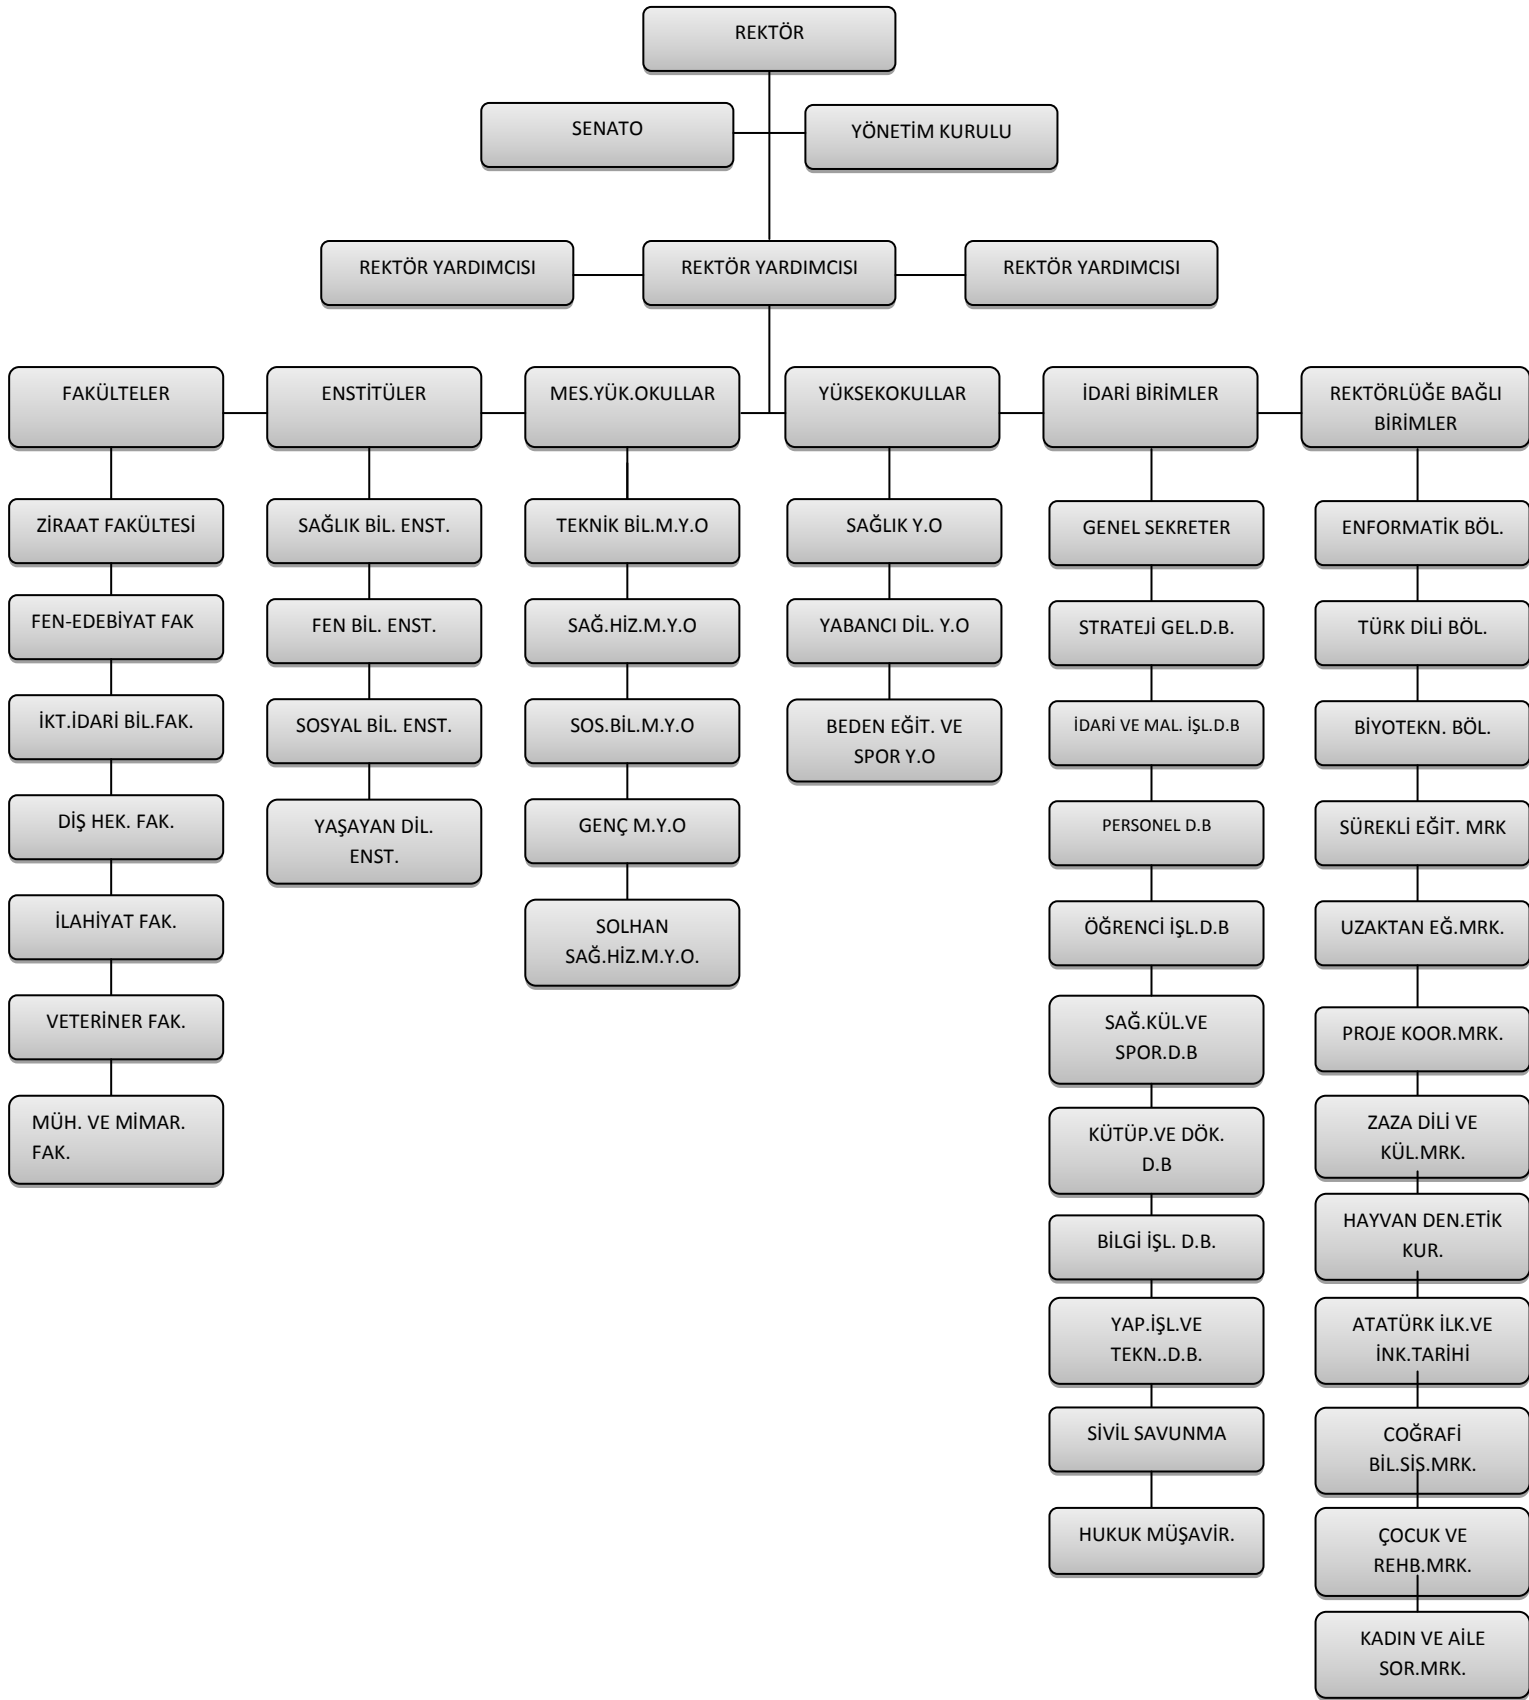 REKTÖR
SENATO
YÖNETİM KURULU
REKTÖR YARDIMCISI
REKTÖR YARDIMCISI
REKTÖR YARDIMCISI
FAKÜLTELER
ENSTİTÜLER
MES.YÜK.OKULLAR
YÜKSEKOKULLAR
İDARİ BİRİMLER
REKTÖRLÜĞE BAĞLI
BİRİMLER
ZİRAAT FAKÜLTESİ
FEN-EDEBİYAT FAK
İKT.İDARİ BİL.FAK.
DİŞ HEK. FAK.
İLAHİYAT FAK.
VETERİNER FAK.
MÜH. VE MİMAR.
FAK.
SAĞLIK BİL. ENST.
FEN BİL. ENST.
SOSYAL BİL. ENST.
YAŞAYAN DİL.
ENST.
TEKNİK BİL.M.Y.O
SAĞ.HİZ.M.Y.O
SOS.BİL.M.Y.O
GENÇ M.Y.O
SOLHAN
SAĞ.HİZ.M.Y.O.
SAĞLIK Y.O
YABANCI DİL. Y.O
BEDEN EĞİT. VE
SPOR Y.O
GENEL SEKRETER
STRATEJİ GEL.D.B.
İDARİ VE MAL. İŞL.D.B
PERSONEL D.B
ÖĞRENCİ İŞL.D.B
SAĞ.KÜL.VE
SPOR.D.B
KÜTÜP.VE DÖK.
D.B
BİLGİ İŞL. D.B.
YAP.İŞL.VE
TEKN..D.B.
SİVİL SAVUNMA
HUKUK MÜŞAVİR.
ENFORMATİK BÖL.
TÜRK DİLİ BÖL.
BİYOTEKN. BÖL.
SÜREKLİ EĞİT. MRK
UZAKTAN EĞ.MRK.
PROJE KOOR.MRK.
ZAZA DİLİ VE
KÜL.MRK.
HAYVAN DEN.ETİK
KUR.
ATATÜRK İLK.VE
İNK.TARİHİ
COĞRAFİ
BİL.SİS.MRK.
ÇOCUK VE
REHB.MRK.
KADIN VE AİLE
SOR.MRK.